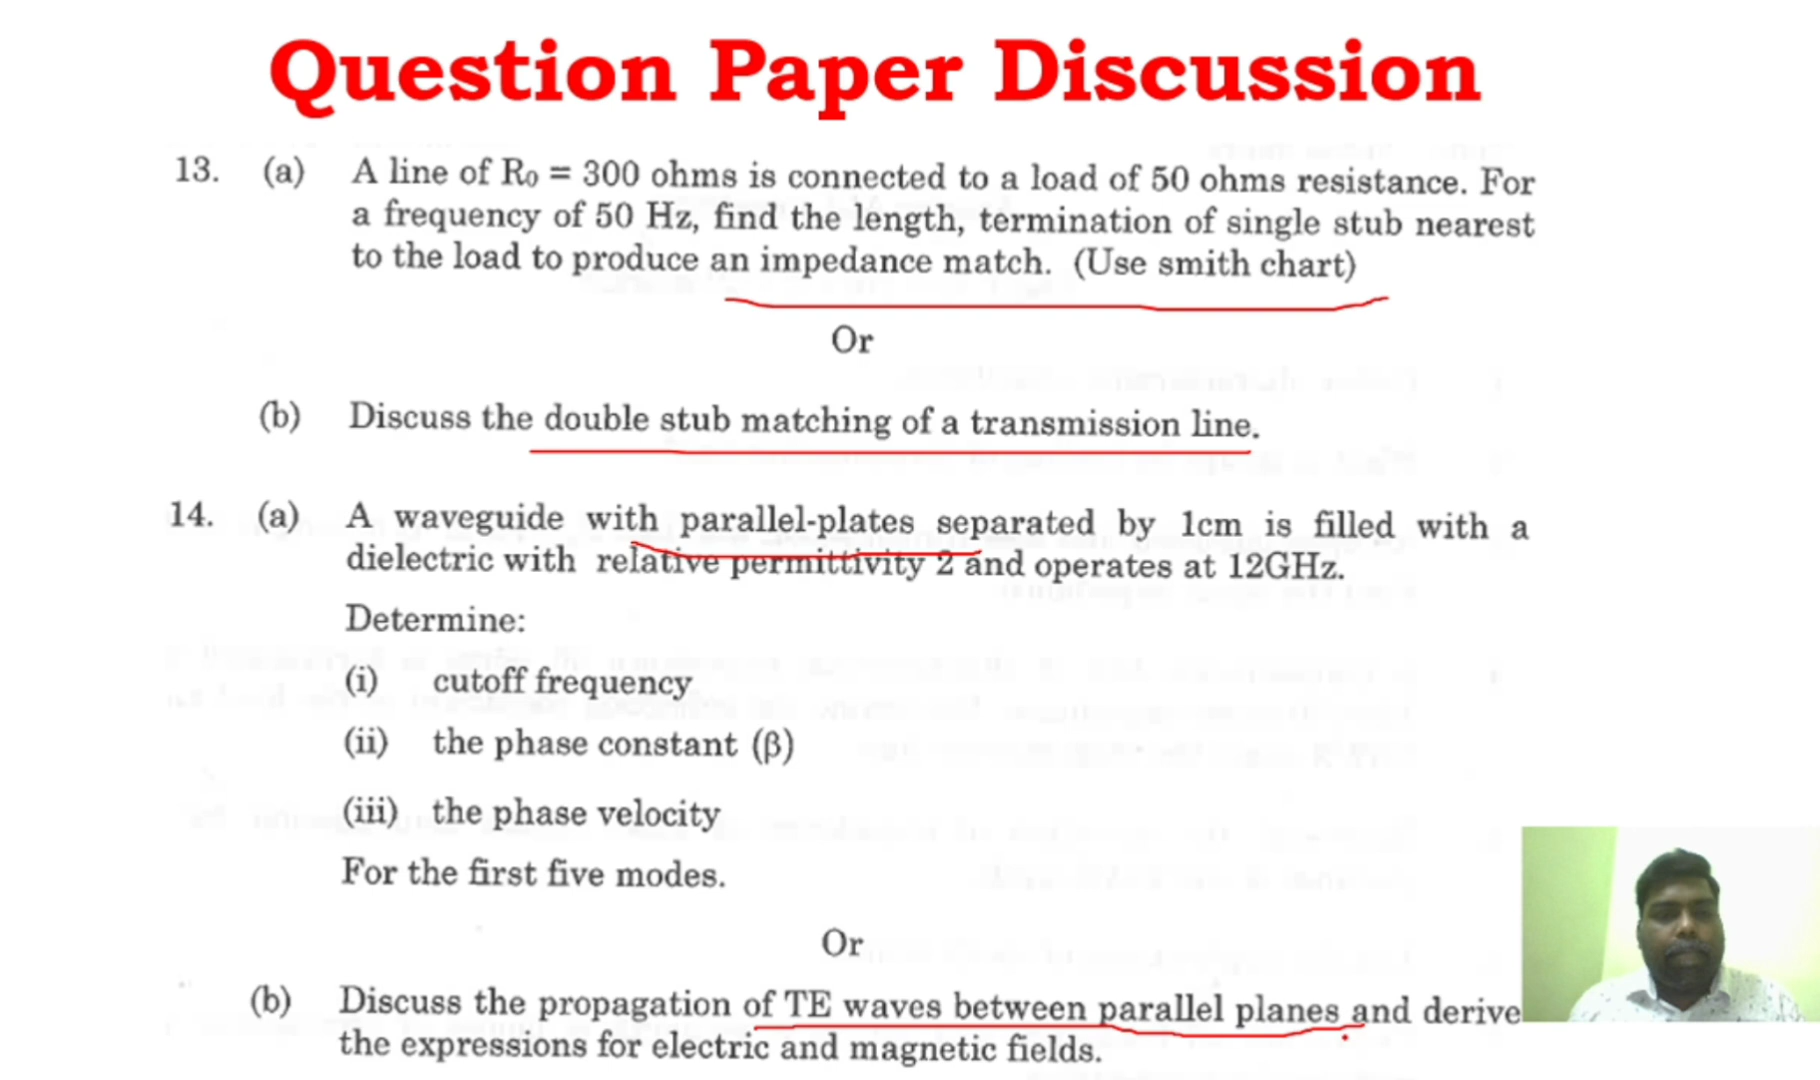 Question Paper Discussion
13. (a) A line of R₀ = 300 ohms is connected to a load of 50 ohms resistance. For
a frequency of 50 Hz, find the length, termination of single stub nearest
to the load to produce an impedance match. (Use smith chart)
Or
(b) Discuss the double stub matching of a transmission line.
14. (a) A waveguide with parallel-plates separated by 1cm is filled with a
dielectric with relative permittivity 2 and operates at 12GHz.
Determine:
(i) cutoff frequency
(ii) the phase constant (β)
(iii) the phase velocity
For the first five modes.
Or
(b) Discuss the propagation of TE waves between parallel planes and derive
the expressions for electric and magnetic fields.